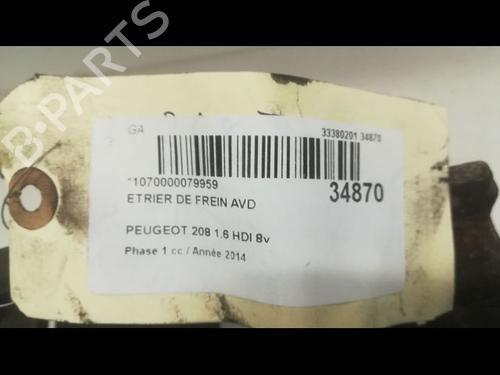 GA
33380201 34870
*1070000079959
34870
ETRIER DE FREIN AVD
PEUGEOT 208 1.6 HDI 8v
Phase 1 cc / Année 2014
B-PARTS